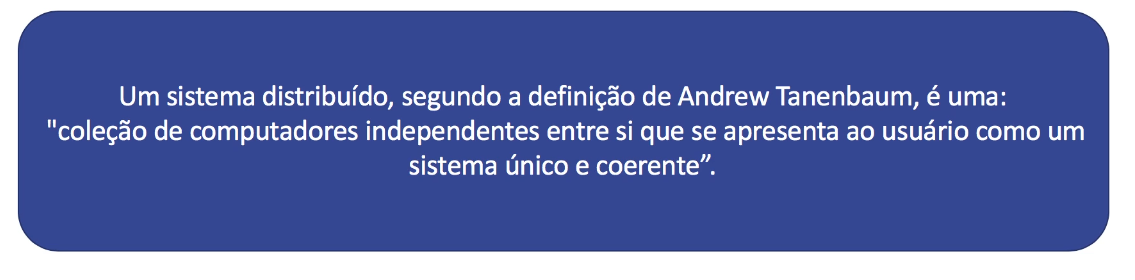 Um sistema distribuído, segundo a definição de Andrew Tanenbaum, é uma:
"coleção de computadores independentes entre si que se apresenta ao usuário como um
sistema único e coerente”.